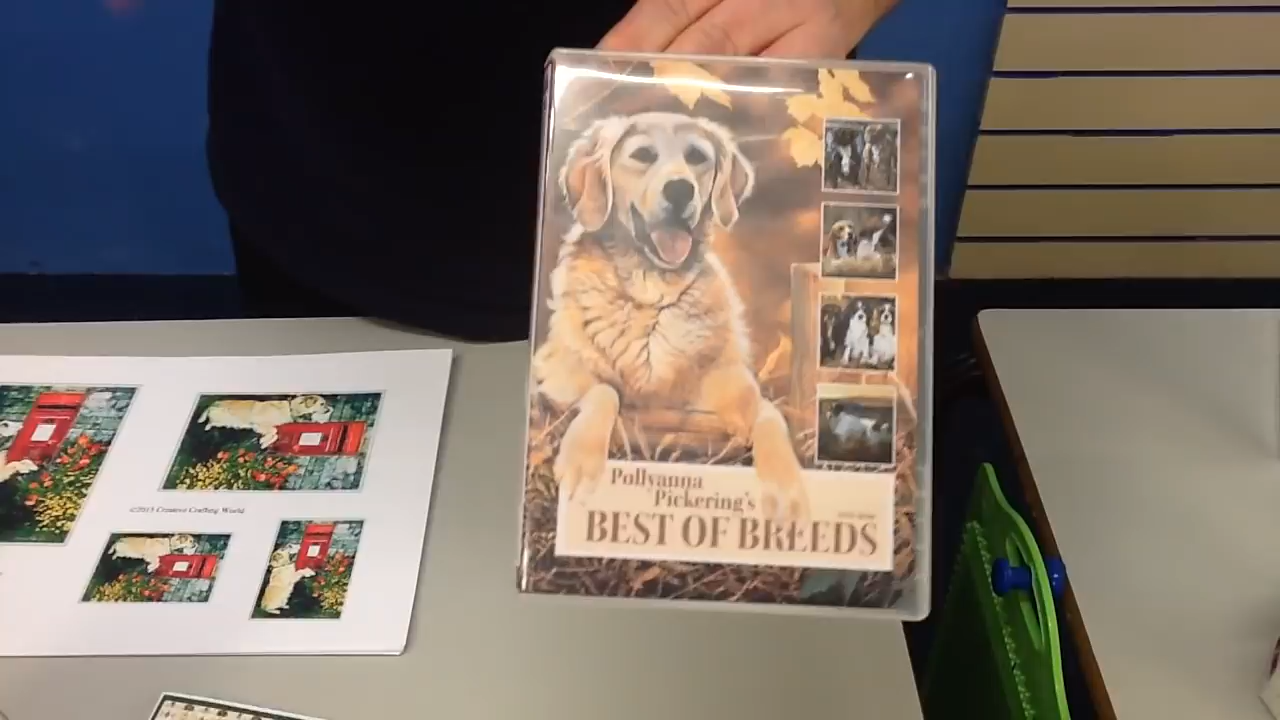 Pollyanna
Pickering's
BEST OF BREEDS
©2013 Creative Crafting World